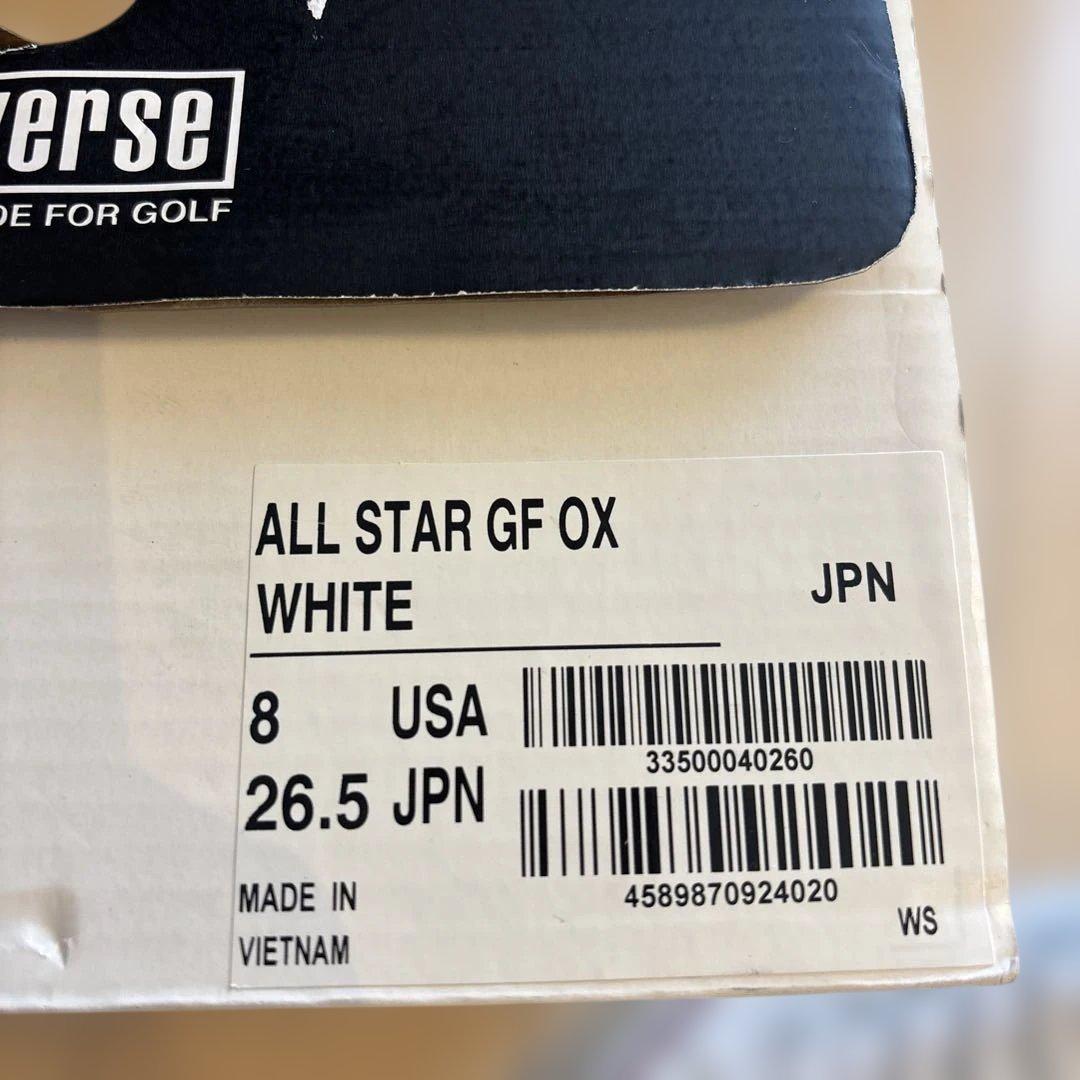 verse
DE FOR GOLF
ALL STAR GF OX
WHITE
JPN
8 USA
33500040260
26.5 JPN
4589870924020
MADE IN
VIETNAM
WS